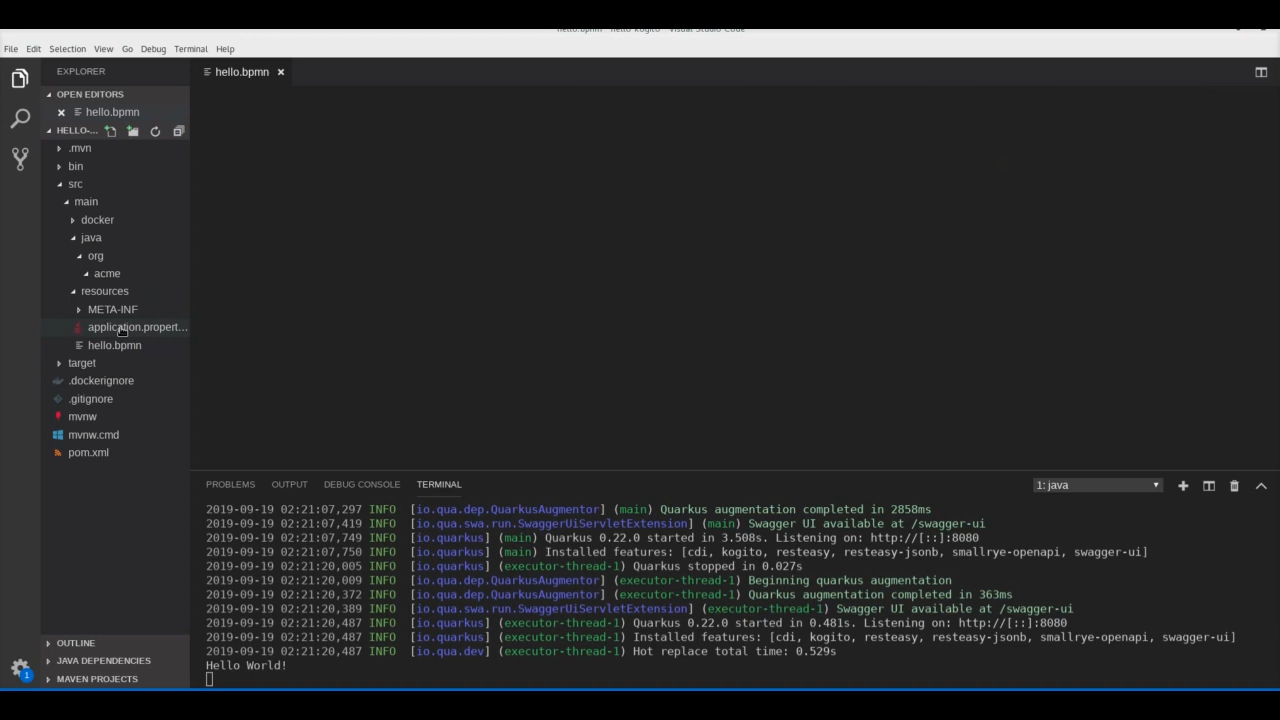 hello.bpmn - hello-kogito - Visual Studio Code
File Edit Selection View Go Debug Terminal Help
EXPLORER
OPEN EDITORS
hello.bpmn
HELLO-...
.mvn
bin
src
main
docker
java
org
acme
resources
META-INF
application.propert...
hello.bpmn
target
.dockerignore
.gitignore
mvnw
mvnw.cmd
pom.xml
OUTLINE
JAVA DEPENDENCIES
MAVEN PROJECTS
1
hello.bpmn
PROBLEMS OUTPUT DEBUG CONSOLE TERMINAL 1: java
2019-09-19 02:21:07,297 INFO [io.qua.dep.QuarkusAugmentor] (main) Quarkus augmentation completed in 2858ms
2019-09-19 02:21:07,419 INFO [io.qua.swa.run.SwaggerUiServletExtension] (main) Swagger UI available at /swagger-ui
2019-09-19 02:21:07,749 INFO [io.quarkus] (main) Quarkus 0.22.0 started in 3.508s. Listening on: http://[::]:8080
2019-09-19 02:21:07,750 INFO [io.quarkus] (main) Installed features: [cdi, kogito, resteasy, resteasy-jsonb, smallrye-openapi, swagger-ui]
2019-09-19 02:21:20,005 INFO [io.quarkus] (executor-thread-1) Quarkus stopped in 0.027s
2019-09-19 02:21:20,009 INFO [io.qua.dep.QuarkusAugmentor] (executor-thread-1) Beginning quarkus augmentation
2019-09-19 02:21:20,372 INFO [io.qua.dep.QuarkusAugmentor] (executor-thread-1) Quarkus augmentation completed in 363ms
2019-09-19 02:21:20,389 INFO [io.qua.swa.run.SwaggerUiServletExtension] (executor-thread-1) Swagger UI available at /swagger-ui
2019-09-19 02:21:20,487 INFO [io.quarkus] (executor-thread-1) Quarkus 0.22.0 started in 0.481s. Listening on: http://[::]:8080
2019-09-19 02:21:20,487 INFO [io.quarkus] (executor-thread-1) Installed features: [cdi, kogito, resteasy, resteasy-jsonb, smallrye-openapi, swagger-ui]
2019-09-19 02:21:20,487 INFO [io.qua.dev] (executor-thread-1) Hot replace total time: 0.529s
Hello World!